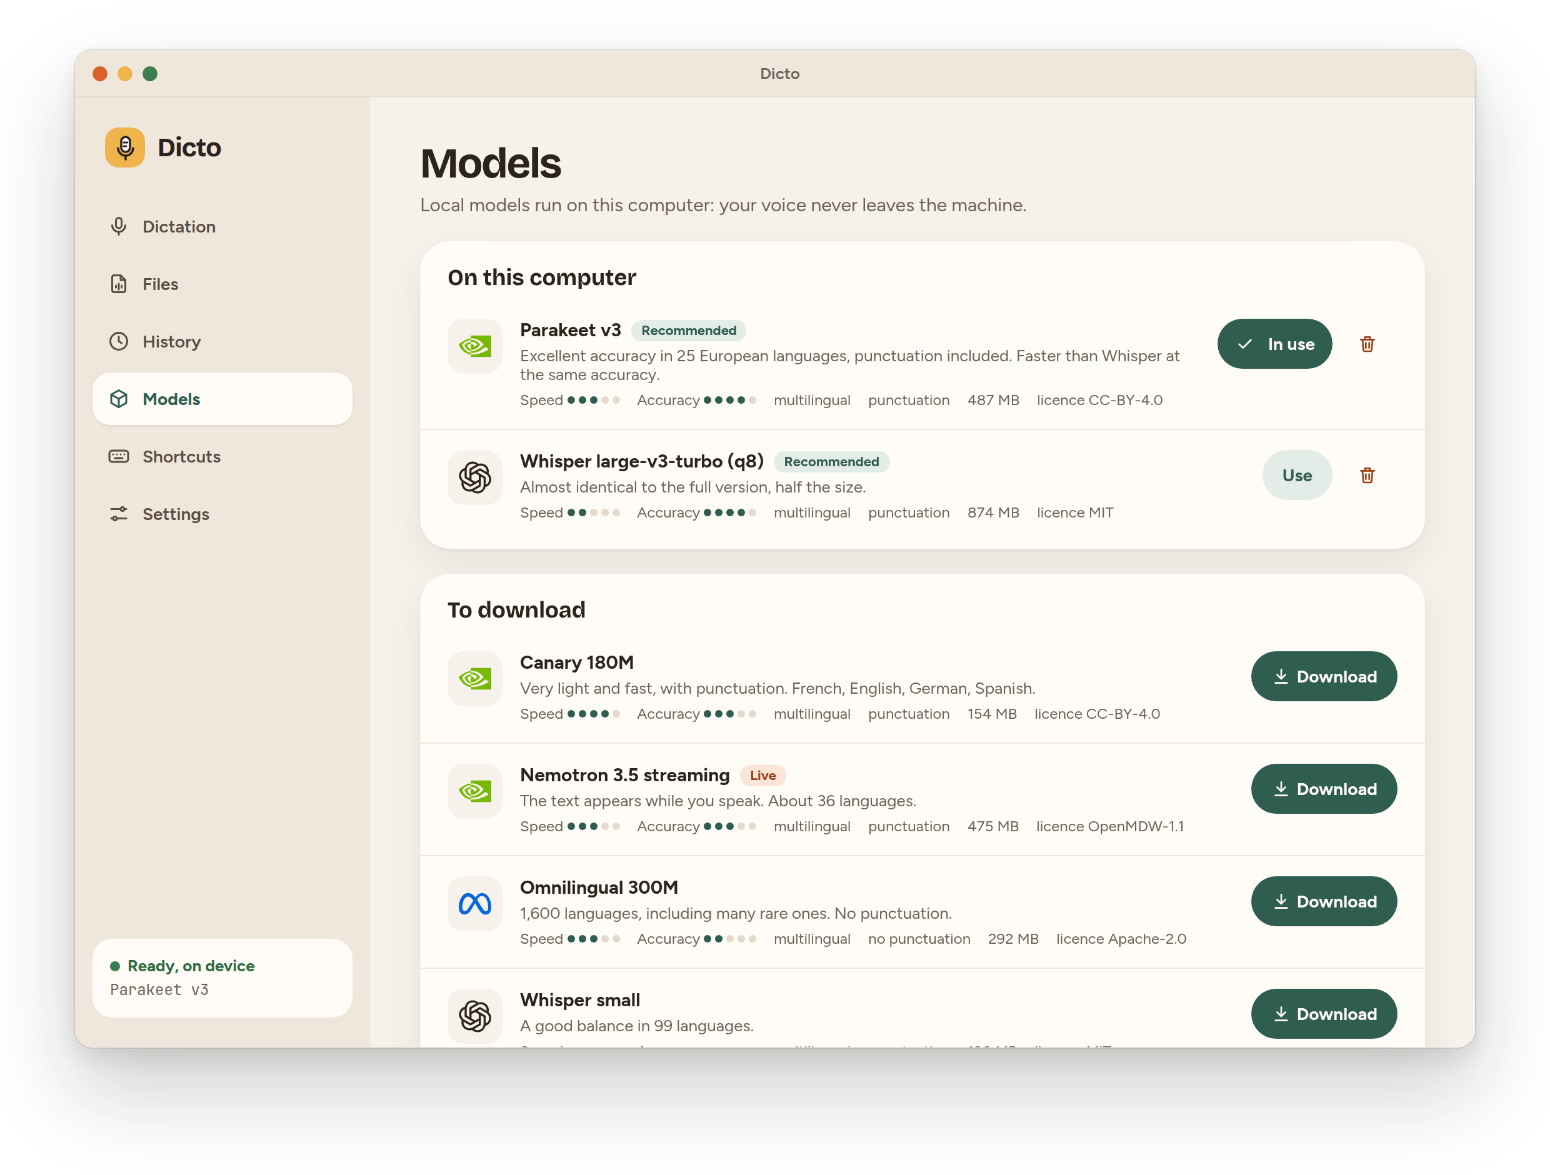 Dicto
Dicto
Dictation
Files
History
Models
Shortcuts
Settings
Ready, on device
Parakeet v3
Models
Local models run on this computer: your voice never leaves the machine.
On this computer
Parakeet v3 Recommended
Excellent accuracy in 25 European languages, punctuation included. Faster than Whisper at
the same accuracy.
Speed Accuracy multilingual punctuation 487 MB licence CC-BY-4.0
In use
Whisper large-v3-turbo (q8) Recommended
Almost identical to the full version, half the size.
Speed Accuracy multilingual punctuation 874 MB licence MIT
Use
To download
Canary 180M
Very light and fast, with punctuation. French, English, German, Spanish.
Speed Accuracy multilingual punctuation 154 MB licence CC-BY-4.0
Download
Nemotron 3.5 streaming Live
The text appears while you speak. About 36 languages.
Speed Accuracy multilingual punctuation 475 MB licence OpenMDW-1.1
Download
Omnilingual 300M
1,600 languages, including many rare ones. No punctuation.
Speed Accuracy multilingual no punctuation 292 MB licence Apache-2.0
Download
Whisper small
A good balance in 99 languages.
Download